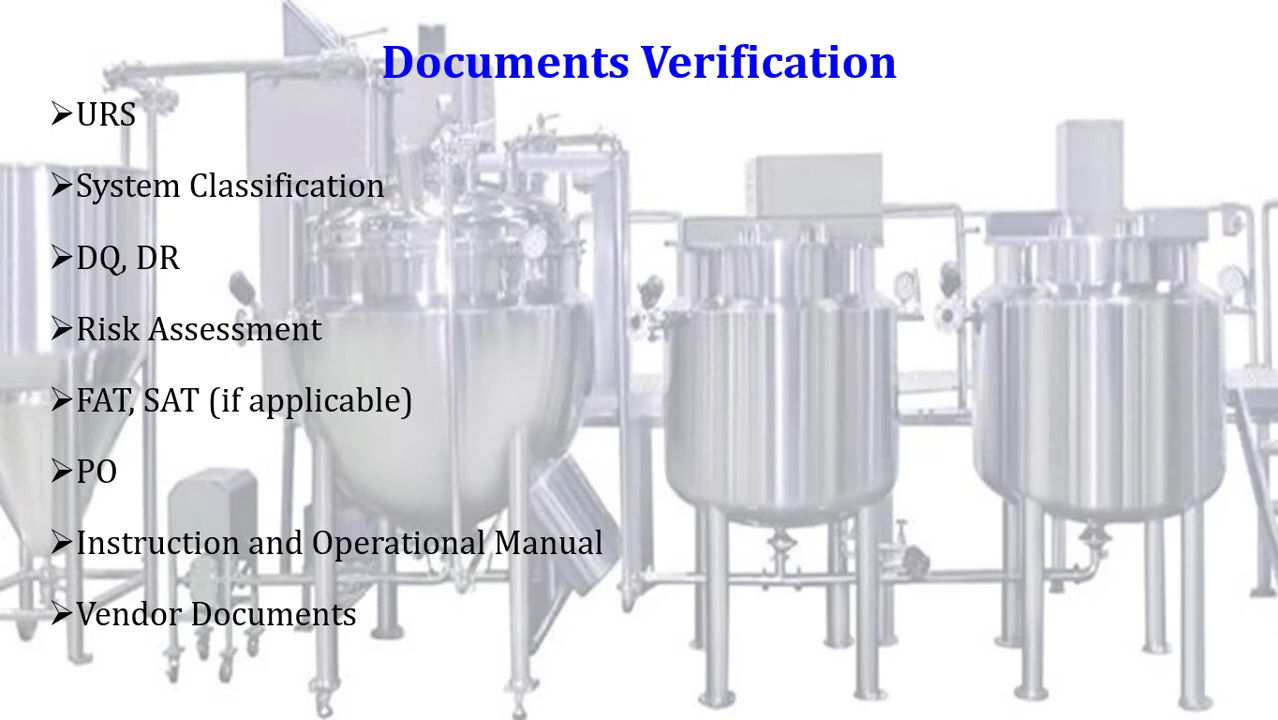 Documents Verification
➢URS
➢System Classification
➢DQ, DR
➢Risk Assessment
➢FAT, SAT (if applicable)
➢PO
➢Instruction and Operational Manual
➢Vendor Documents